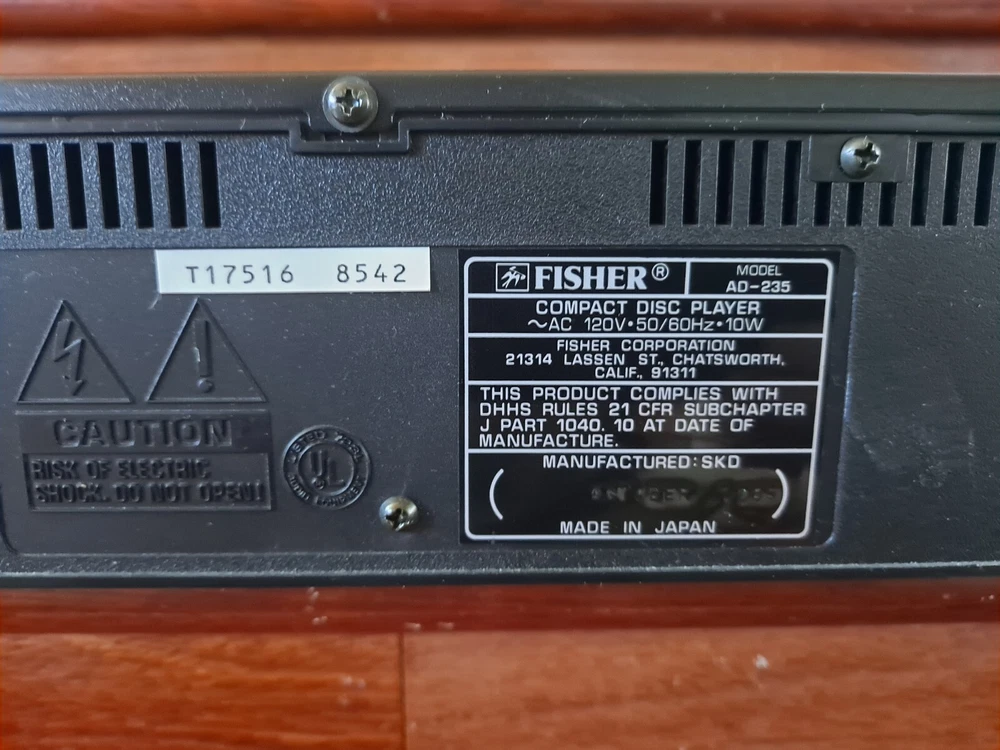 T17516 8542
FISHER®
MODEL
AD-235
COMPACT DISC PLAYER
~AC 120V•50/60Hz•10W
FISHER CORPORATION
21314 LASSEN ST., CHATSWORTH,
CALIF., 91311
THIS PRODUCT COMPLIES WITH
DHHS RULES 21 CFR SUBCHAPTER
J PART 1040. 10 AT DATE OF
MANUFACTURE.
MANUFACTURED: SKD
MADE IN JAPAN
!
CAUTION
RISK OF ELECTRIC
SHOCK. DO NOT OPEN!
UL